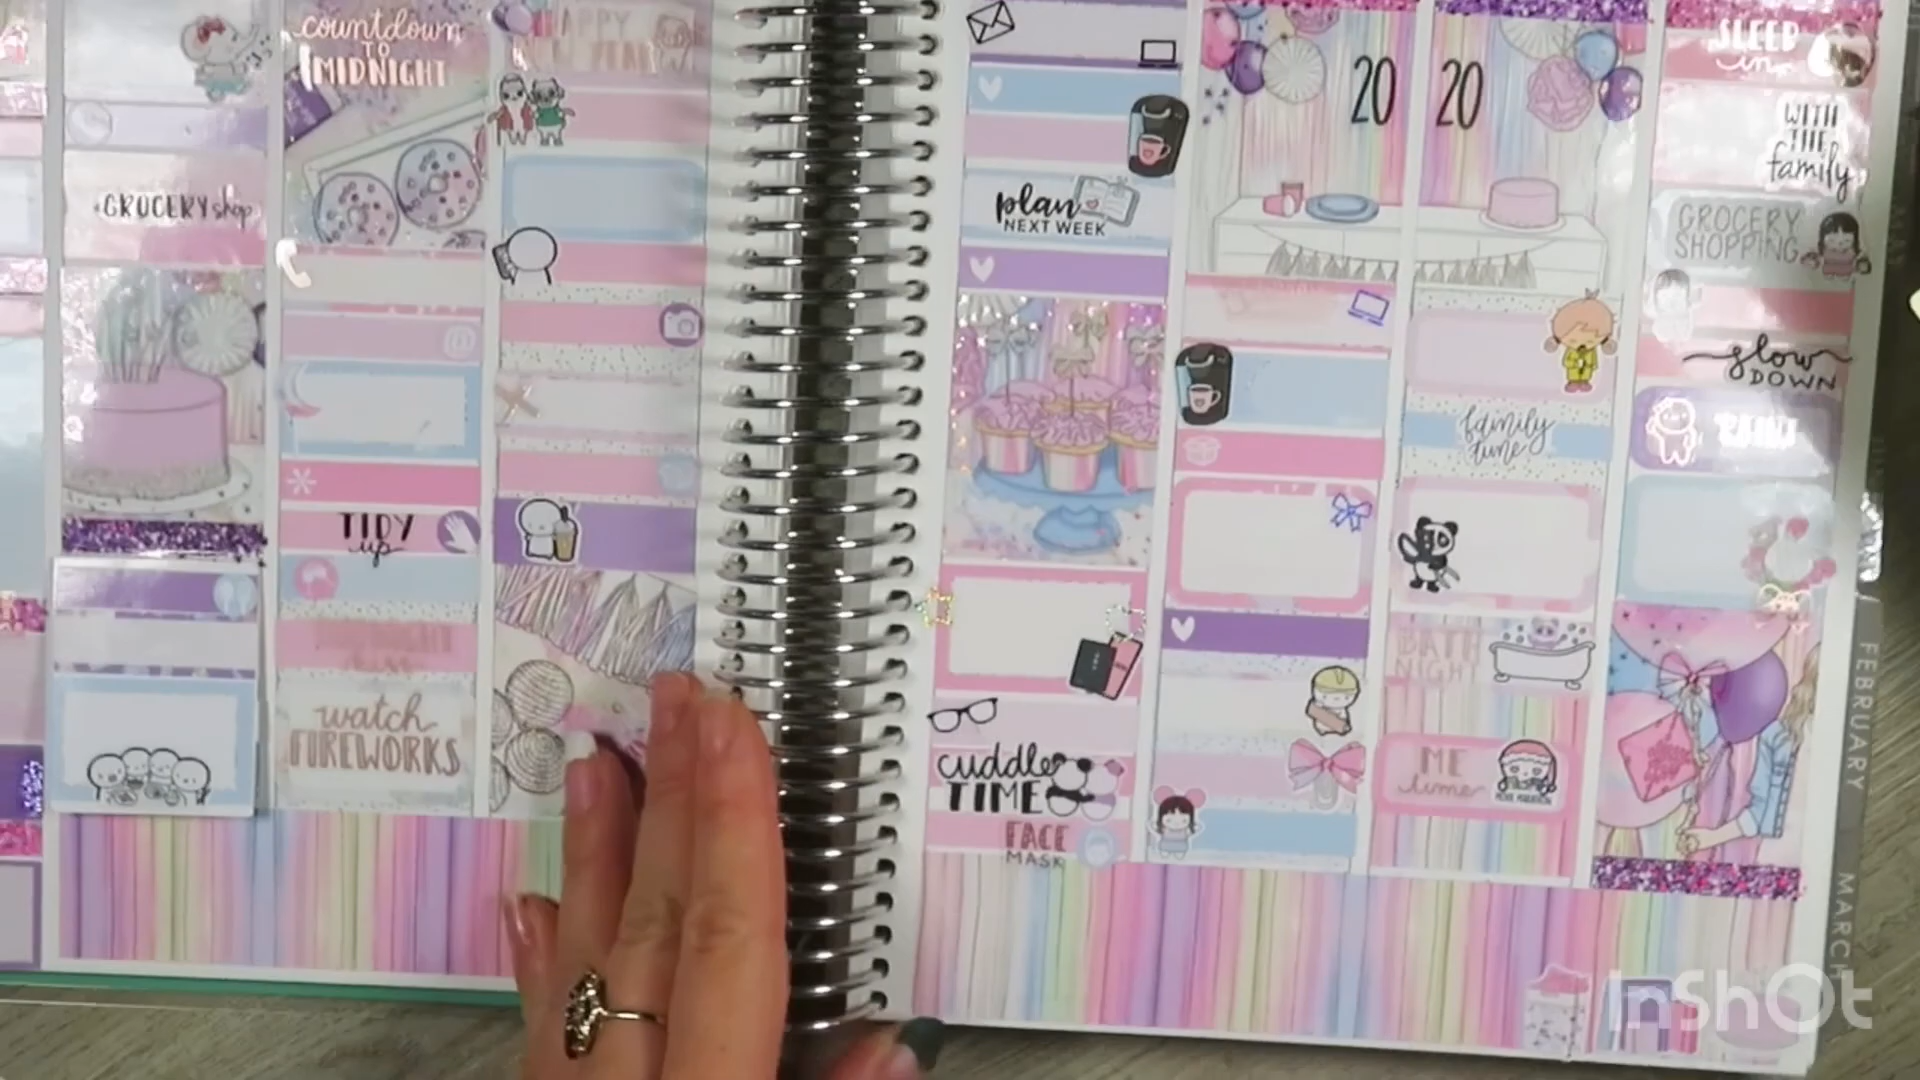 countdown
TO
MIDNIGHT
HAPPY
GROCERY shop
TIDY
up
watch
FIREWORKS
plan
NEXT WEEK
cuddle
TIME
FACE
MASK
20 20
family
time
BATH
NIGHT
ME
time
SLEEP
in
WITH
THE
family
GROCERY
SHOPPING
slow
DOWN
FEBRUARY
MARCH
InShOt